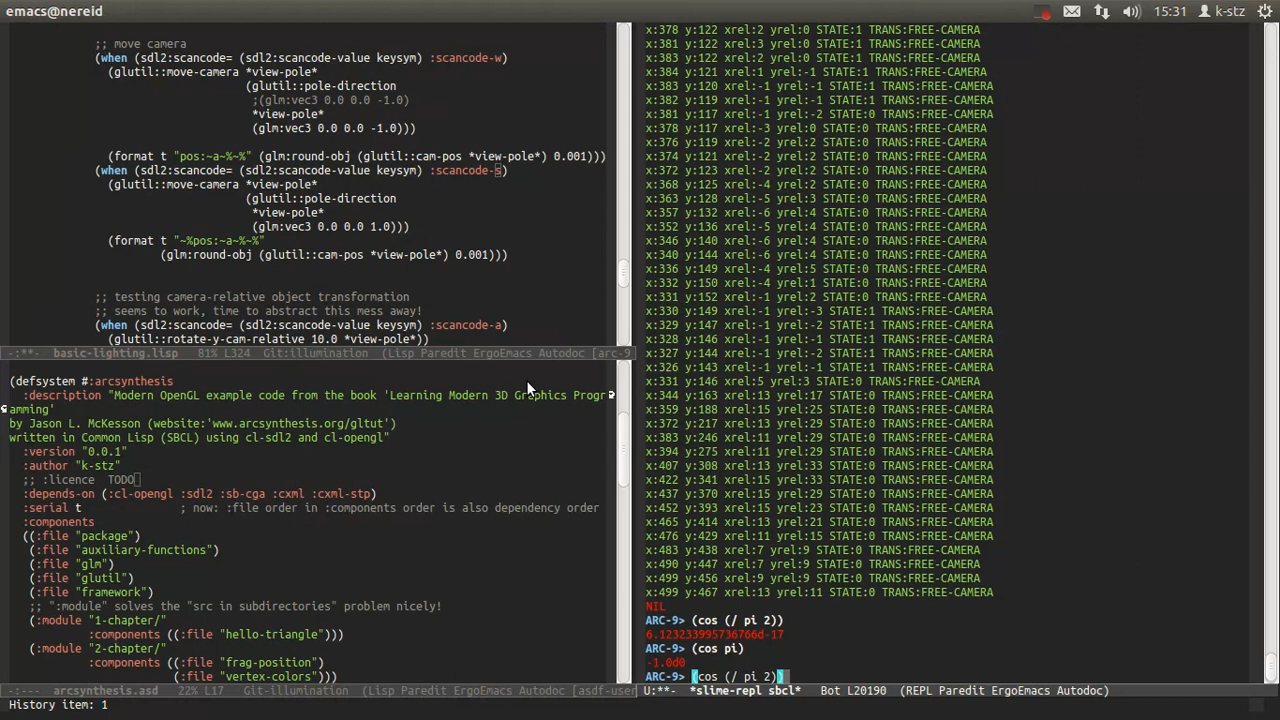 emacs@nereid
15:31
k-stz
;; move camera
(when (sdl2:scancode= (sdl2:scancode-value keysym) :scancode-w)
(glutil::move-camera *view-pole*
(glutil::pole-direction
;(glm:vec3 0.0 0.0 -1.0)
*view-pole*
(glm:vec3 0.0 0.0 -1.0)))
(format t "pos:~a~%~%" (glm:round-obj (glutil::cam-pos *view-pole*) 0.001)))
(when (sdl2:scancode= (sdl2:scancode-value keysym) :scancode-s)
(glutil::move-camera *view-pole*
(glutil::pole-direction
*view-pole*
(glm:vec3 0.0 0.0 1.0)))
(format t "~%pos:~a~%~%"
(glm:round-obj (glutil::cam-pos *view-pole*) 0.001)))
;; testing camera-relative object transformation
;; seems to work, time to abstract this mess away!
(when (sdl2:scancode= (sdl2:scancode-value keysym) :scancode-a)
(glutil::rotate-y-cam-relative 10.0 *view-pole*))
-:**- basic-lighting.lisp 81% L324 Git:illumination (Lisp Paredit ErgoEmacs Autodoc [arc-9
(defsystem #:arcsynthesis
:description "Modern OpenGL example code from the book 'Learning Modern 3D Graphics Progr
amming'
by Jason L. McKesson (website:'www.arcsynthesis.org/gltut')
written in Common Lisp (SBCL) using cl-sdl2 and cl-opengl"
:version "0.0.1"
:author "k-stz"
;; :licence TODO
:depends-on (:cl-opengl :sdl2 :sb-cga :cxml :cxml-stp)
:serial t ; now: :file order in :components order is also dependency order
:components
((:file "package")
(:file "auxiliary-functions")
(:file "glm")
(:file "glutil")
(:file "framework")
;; ":module" solves the "src in subdirectories" problem nicely!
(:module "1-chapter/"
:components ((:file "hello-triangle")))
(:module "2-chapter/"
:components ((:file "frag-position")
(:file "vertex-colors")))
-:--- arcsynthesis.asd 22% L17 Git-illumination (Lisp Paredit ErgoEmacs Autodoc [asdf-user
x:378 y:122 xrel:2 yrel:0 STATE:1 TRANS:FREE-CAMERA
x:381 y:122 xrel:3 yrel:0 STATE:1 TRANS:FREE-CAMERA
x:383 y:122 xrel:2 yrel:0 STATE:1 TRANS:FREE-CAMERA
x:384 y:121 xrel:1 yrel:-1 STATE:1 TRANS:FREE-CAMERA
x:383 y:120 xrel:-1 yrel:-1 STATE:1 TRANS:FREE-CAMERA
x:382 y:119 xrel:-1 yrel:-1 STATE:1 TRANS:FREE-CAMERA
x:381 y:117 xrel:-1 yrel:-2 STATE:0 TRANS:FREE-CAMERA
x:378 y:117 xrel:-3 yrel:0 STATE:0 TRANS:FREE-CAMERA
x:376 y:119 xrel:-2 yrel:2 STATE:0 TRANS:FREE-CAMERA
x:374 y:121 xrel:-2 yrel:2 STATE:0 TRANS:FREE-CAMERA
x:372 y:123 xrel:-2 yrel:2 STATE:0 TRANS:FREE-CAMERA
x:368 y:125 xrel:-4 yrel:2 STATE:0 TRANS:FREE-CAMERA
x:363 y:128 xrel:-5 yrel:3 STATE:0 TRANS:FREE-CAMERA
x:357 y:132 xrel:-6 yrel:4 STATE:0 TRANS:FREE-CAMERA
x:352 y:136 xrel:-5 yrel:4 STATE:0 TRANS:FREE-CAMERA
x:346 y:140 xrel:-6 yrel:4 STATE:0 TRANS:FREE-CAMERA
x:340 y:144 xrel:-6 yrel:4 STATE:0 TRANS:FREE-CAMERA
x:336 y:149 xrel:-4 yrel:5 STATE:0 TRANS:FREE-CAMERA
x:332 y:150 xrel:-4 yrel:1 STATE:0 TRANS:FREE-CAMERA
x:331 y:152 xrel:-1 yrel:2 STATE:0 TRANS:FREE-CAMERA
x:330 y:149 xrel:-1 yrel:-3 STATE:1 TRANS:FREE-CAMERA
x:329 y:147 xrel:-1 yrel:-2 STATE:1 TRANS:FREE-CAMERA
x:328 y:146 xrel:-1 yrel:-1 STATE:1 TRANS:FREE-CAMERA
x:327 y:144 xrel:-1 yrel:-2 STATE:1 TRANS:FREE-CAMERA
x:326 y:143 xrel:-1 yrel:-1 STATE:1 TRANS:FREE-CAMERA
x:331 y:146 xrel:5 yrel:3 STATE:0 TRANS:FREE-CAMERA
x:344 y:163 xrel:13 yrel:17 STATE:0 TRANS:FREE-CAMERA
x:359 y:188 xrel:15 yrel:25 STATE:0 TRANS:FREE-CAMERA
x:372 y:217 xrel:13 yrel:29 STATE:0 TRANS:FREE-CAMERA
x:383 y:246 xrel:11 yrel:29 STATE:0 TRANS:FREE-CAMERA
x:394 y:275 xrel:11 yrel:29 STATE:0 TRANS:FREE-CAMERA
x:407 y:308 xrel:13 yrel:33 STATE:0 TRANS:FREE-CAMERA
x:422 y:341 xrel:15 yrel:33 STATE:0 TRANS:FREE-CAMERA
x:437 y:370 xrel:15 yrel:29 STATE:0 TRANS:FREE-CAMERA
x:452 y:393 xrel:15 yrel:23 STATE:0 TRANS:FREE-CAMERA
x:465 y:414 xrel:13 yrel:21 STATE:0 TRANS:FREE-CAMERA
x:476 y:429 xrel:11 yrel:15 STATE:0 TRANS:FREE-CAMERA
x:483 y:438 xrel:7 yrel:9 STATE:0 TRANS:FREE-CAMERA
x:490 y:447 xrel:7 yrel:9 STATE:0 TRANS:FREE-CAMERA
x:499 y:456 xrel:9 yrel:9 STATE:0 TRANS:FREE-CAMERA
x:499 y:467 xrel:13 yrel:11 STATE:0 TRANS:FREE-CAMERA
NIL
ARC-9> (cos (/ pi 2))
6.123233995736766d-17
ARC-9> (cos pi)
-1.0d0
ARC-9> (cos (/ pi 2))
U:**- *slime-repl sbcl* Bot L20190 (REPL Paredit ErgoEmacs Autodoc)
History item: 1